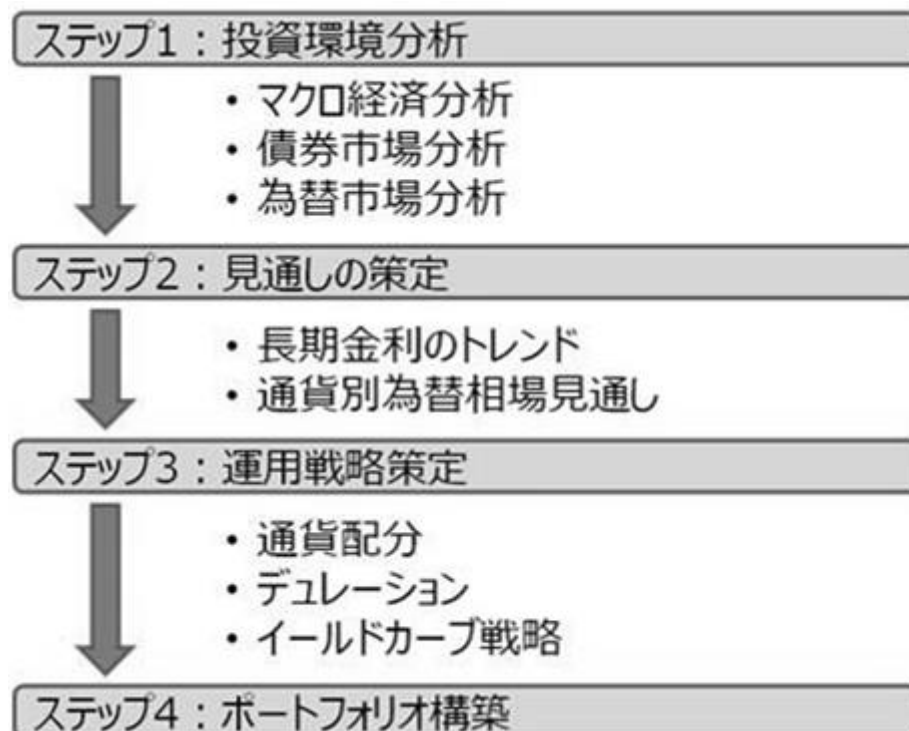 ステップ1：投資環境分析
・マクロ経済分析
・債券市場分析
・為替市場分析
ステップ2：見通しの策定
・長期金利のトレンド
・通貨別為替相場見通し
ステップ3：運用戦略策定
・通貨配分
・デュレーション
・イールドカーブ戦略
ステップ4：ポートフォリオ構築